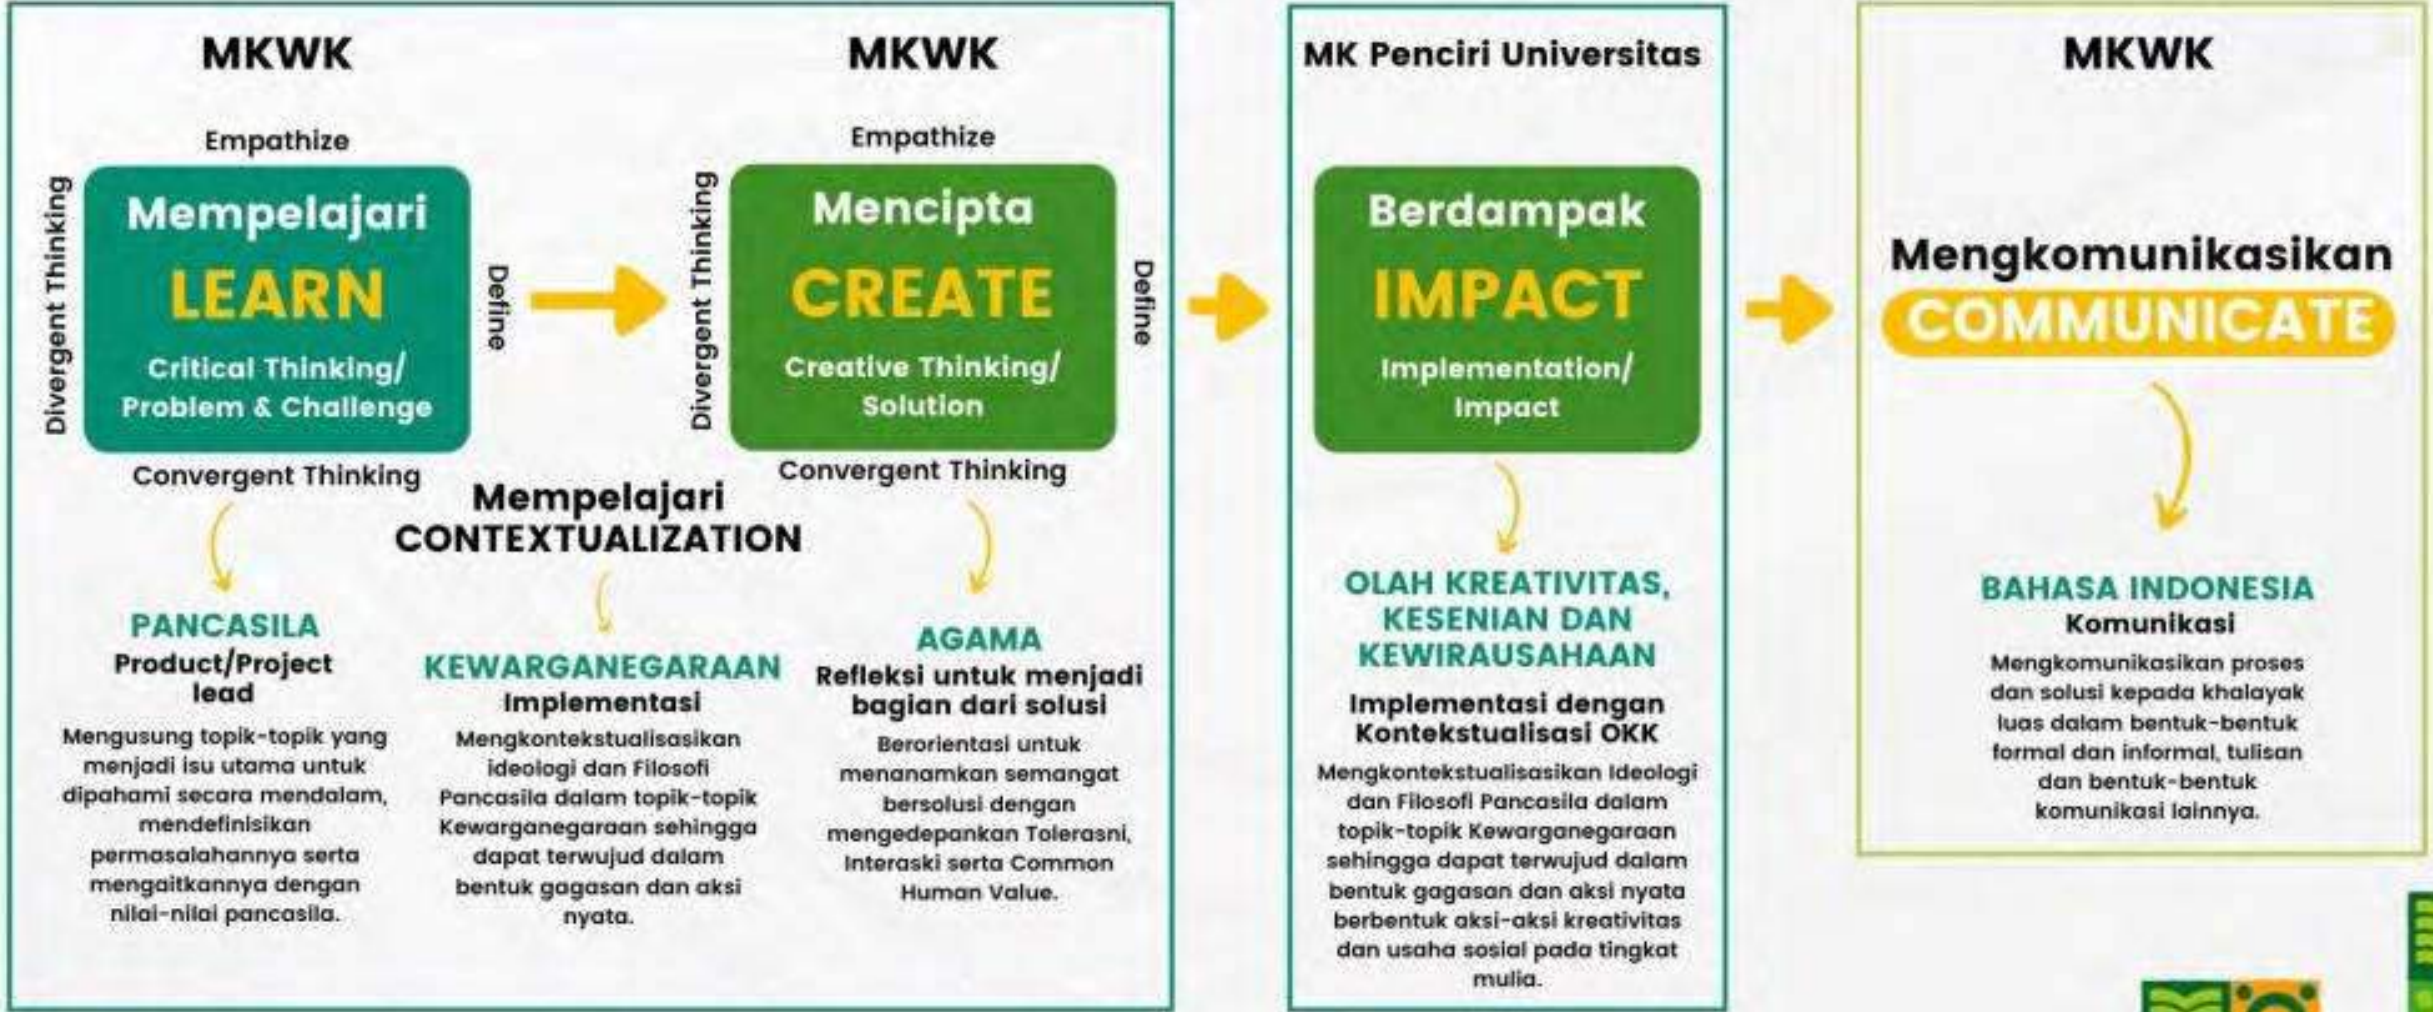 MKWK
Empathize
Divergent Thinking
Mempelajari
LEARN
Critical Thinking/
Problem & Challenge
Define
Convergent Thinking
PANCASILA
Product/Project
lead
Mengusung topik-topik yang
menjadi isu utama untuk
dipahami secara mendalam,
mendefinisikan
permasalahannya serta
mengaitkannya dengan
nilai-nilai pancasila.
Mempelajari
CONTEXTUALIZATION
KEWARGANEGARAAN
Implementasi
Mengkontekstualisasikan
ideologi dan Filosofi
Pancasila dalam topik-topik
Kewarganegaraan sehingga
dapat terwujud dalam
bentuk gagasan dan aksi
nyata.
MKWK
Empathize
Divergent Thinking
Mencipta
CREATE
Creative Thinking/
Solution
Define
Convergent Thinking
AGAMA
Refleksi untuk menjadi
bagian dari solusi
Berorientasi untuk
menanamkan semangat
bersolusi dengan
mengedepankan Tolerasni,
Interaski serta Common
Human Value.
MK Penciri Universitas
Berdampak
IMPACT
Implementation/
Impact
OLAH KREATIVITAS,
KESENIAN DAN
KEWIRAUSAHAAN
Implementasi dengan
Kontekstualisasi OKK
Mengkontekstualisasikan Ideologi
dan Filosofi Pancasila dalam
topik-topik Kewarganegaraan
sehingga dapat terwujud dalam
bentuk gagasan dan aksi nyata
berbentuk aksi-aksi kreativitas
dan usaha sosial pada tingkat
mulia.
MKWK
Mengkomunikasikan
COMMUNICATE
BAHASA INDONESIA
Komunikasi
Mengkomunikasikan proses
dan solusi kepada khalayak
luas dalam bentuk-bentuk
formal dan informal, tulisan
dan bentuk-bentuk
komunikasi lainnya.